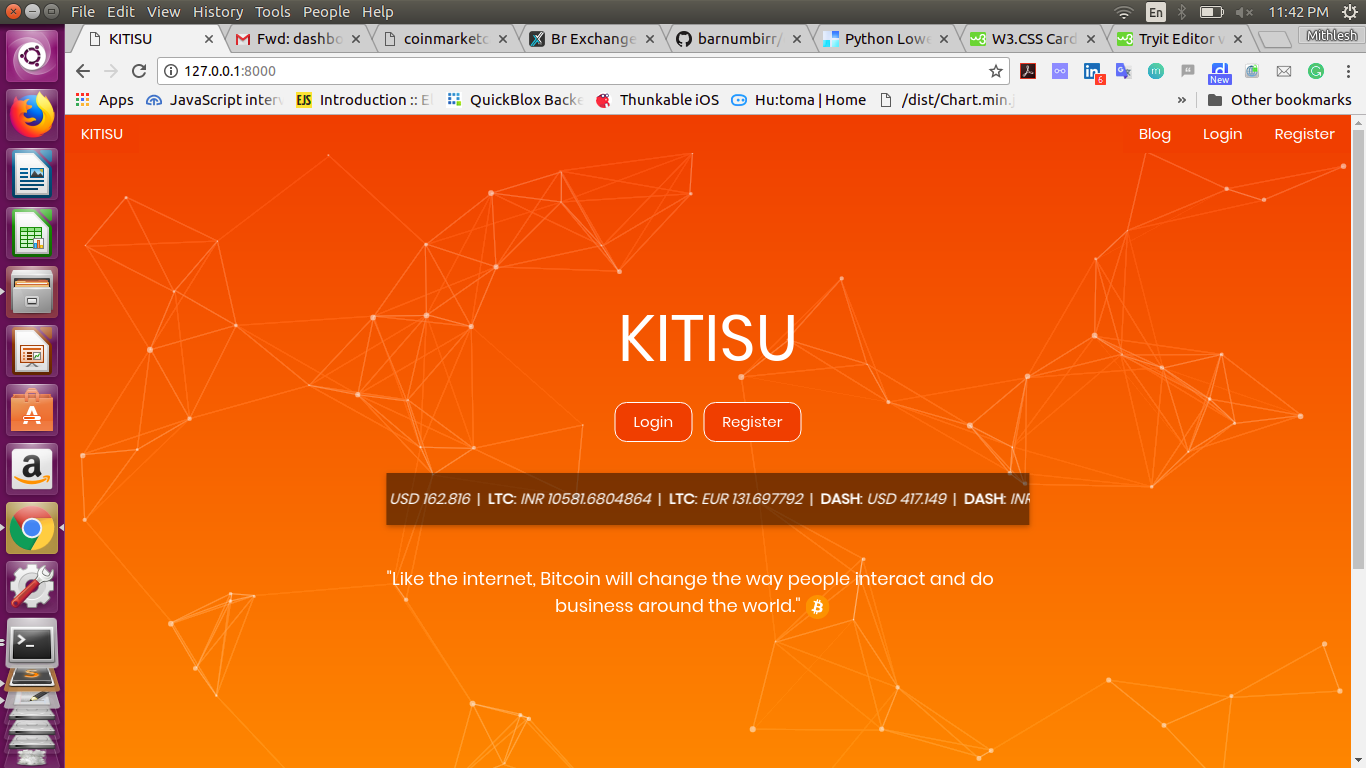 File Edit View History Tools People Help
En 11:42 PM
KITISU
Fwd: dashbo
coinmarketc
Br Exchange
barnumbirr/
Python Lowe
W3.CSS Card
Tryit Editor v
Mithlesh
127.0.0.1:8000
6
New
Apps
JavaScript inter
EJS Introduction :: E
QuickBlox Backe
Thunkable iOS
Hu:toma | Home
/dist/Chart.min.j
» Other bookmarks
KITISU Blog Login Register
KITISU
Login Register
USD 162.816 | LTC: INR 10581.6804864 | LTC: EUR 131.697792 | DASH: USD 417.149 | DASH: INR
"Like the internet, Bitcoin will change the way people interact and do
business around the world."